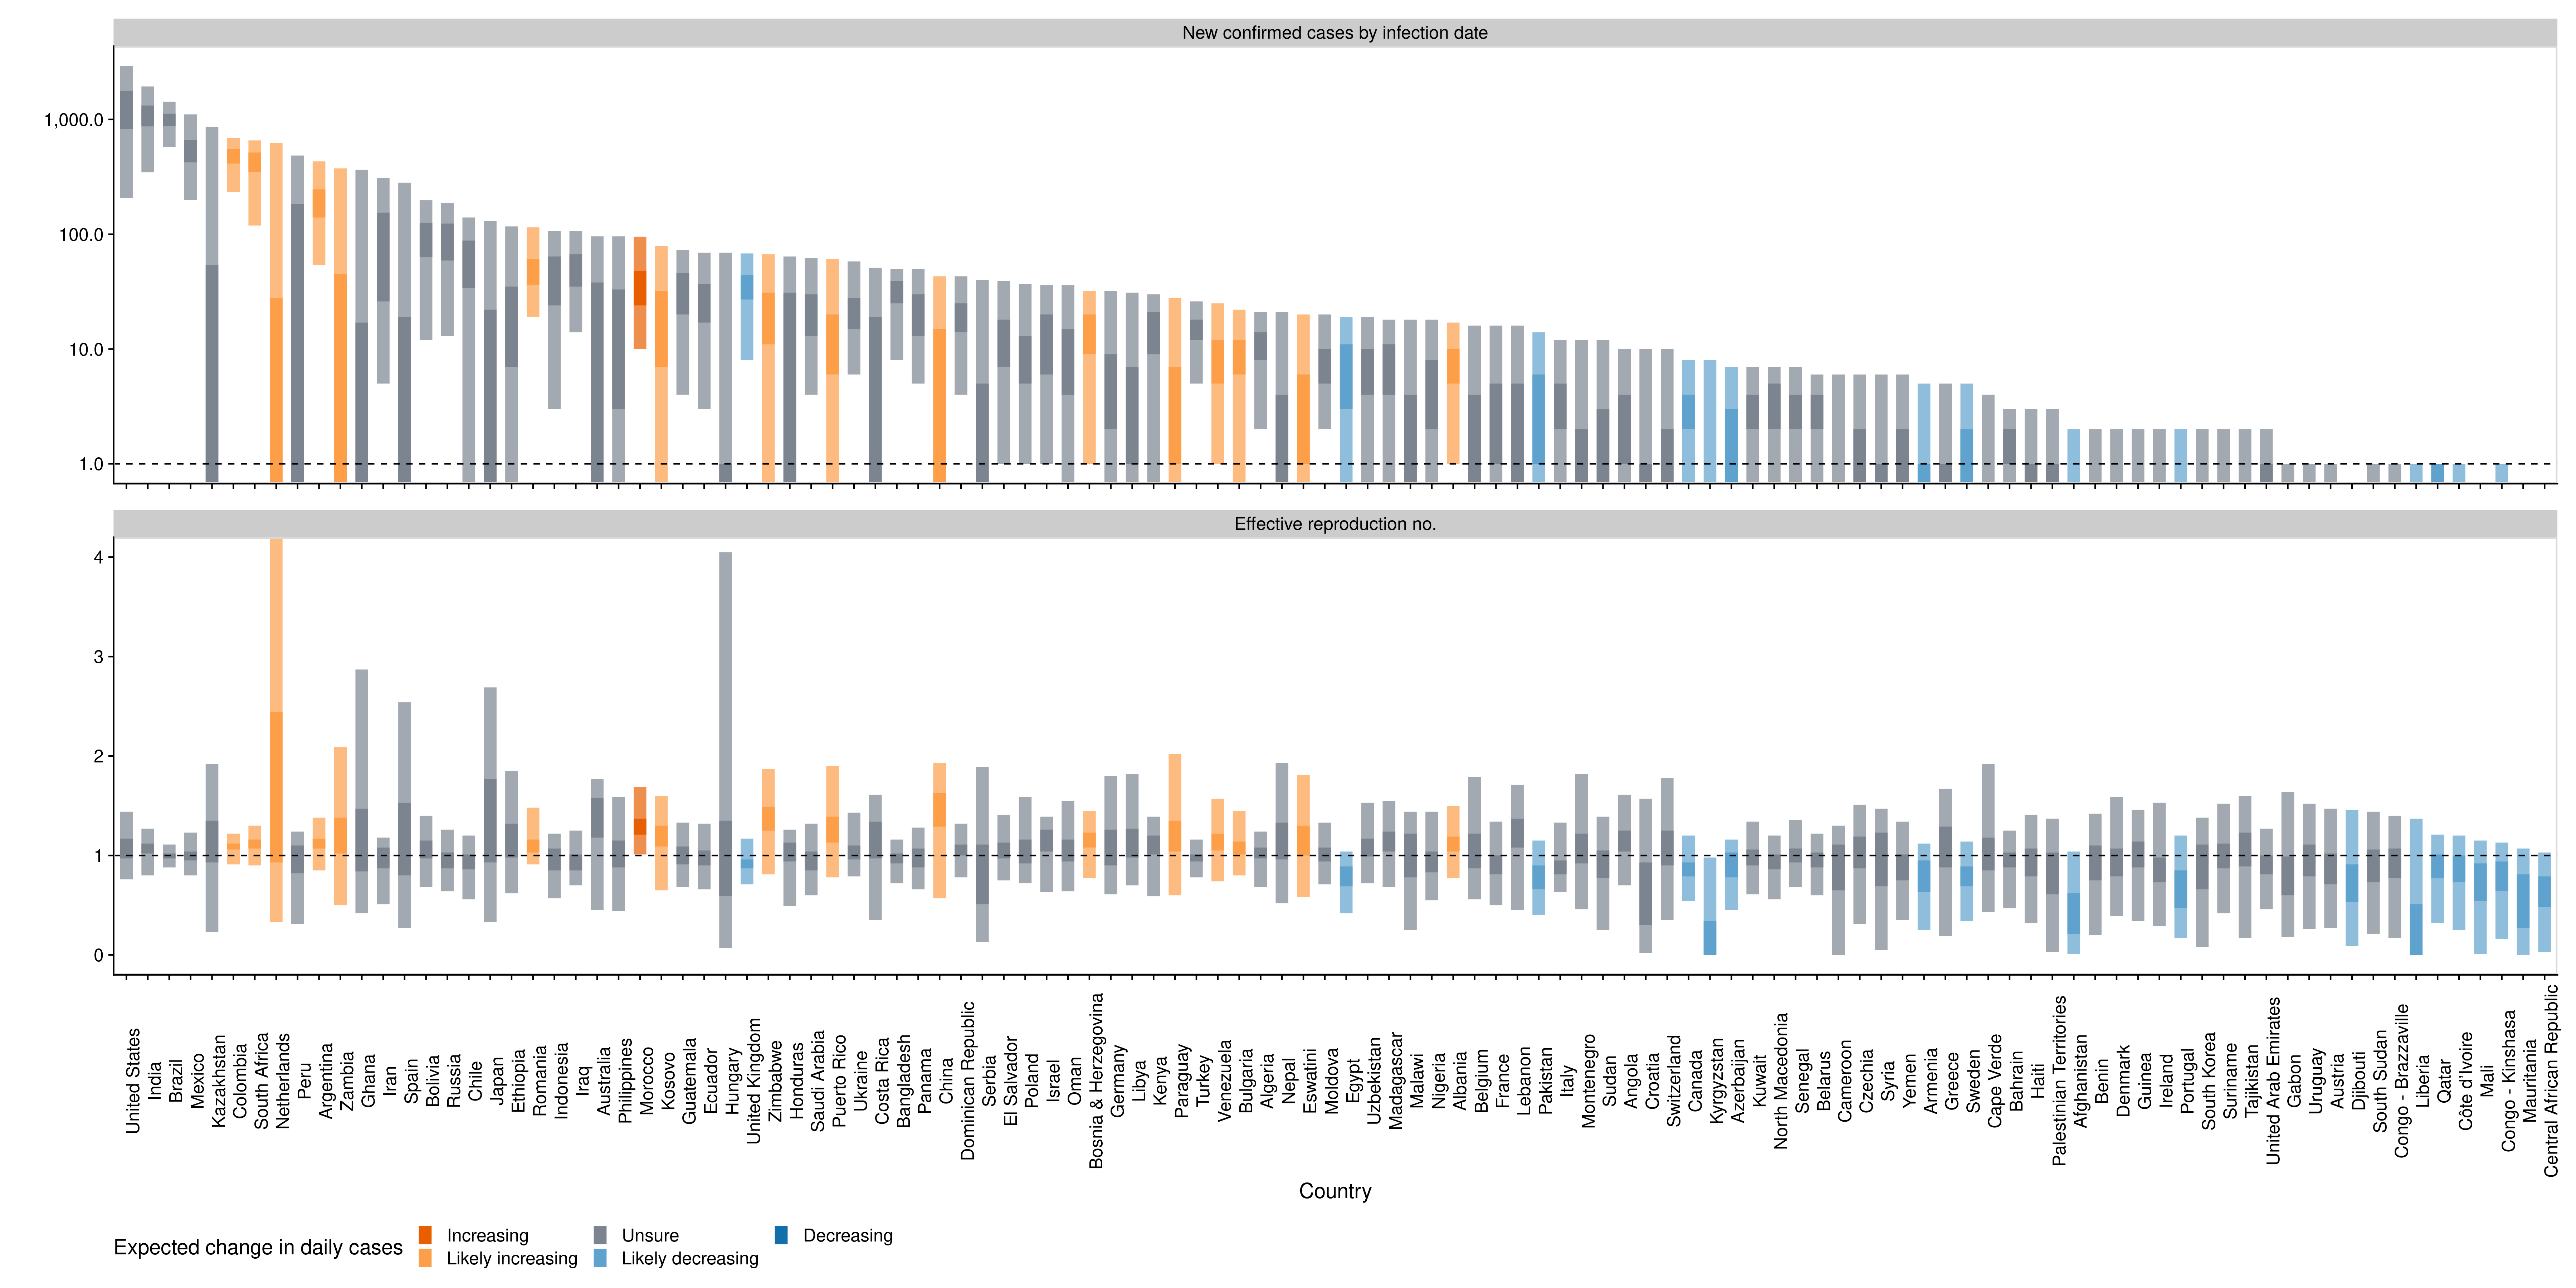 New confirmed cases by infection date
1,000.0
100.0
10.0
1.0
Effective reproduction no.
4
3
2
1
0
United States
India
Brazil
Mexico
Kazakhstan
Colombia
South Africa
Netherlands
Peru
Argentina
Zambia
Ghana
Iran
Spain
Bolivia
Russia
Chile
Japan
Ethiopia
Romania
Indonesia
Iraq
Australia
Philippines
Morocco
Kosovo
Guatemala
Ecuador
Hungary
United Kingdom
Zimbabwe
Honduras
Saudi Arabia
Puerto Rico
Ukraine
Costa Rica
Bangladesh
Panama
China
Dominican Republic
Serbia
El Salvador
Poland
Israel
Oman
Bosnia & Herzegovina
Germany
Libya
Kenya
Paraguay
Turkey
Venezuela
Bulgaria
Algeria
Nepal
Eswatini
Moldova
Egypt
Uzbekistan
Madagascar
Malawi
Nigeria
Albania
Belgium
France
Lebanon
Pakistan
Italy
Montenegro
Sudan
Angola
Croatia
Switzerland
Canada
Kyrgyzstan
Azerbaijan
Kuwait
North Macedonia
Senegal
Belarus
Cameroon
Czechia
Syria
Yemen
Armenia
Greece
Sweden
Cape Verde
Bahrain
Haiti
Palestinian Territories
Afghanistan
Benin
Denmark
Guinea
Ireland
Portugal
South Korea
Suriname
Tajikistan
United Arab Emirates
Gabon
Uruguay
Austria
Djibouti
South Sudan
Congo - Brazzaville
Liberia
Qatar
Côte d'Ivoire
Mali
Congo - Kinshasa
Mauritania
Central African Republic
Country
Expected change in daily cases
Increasing
Likely increasing
Unsure
Likely decreasing
Decreasing